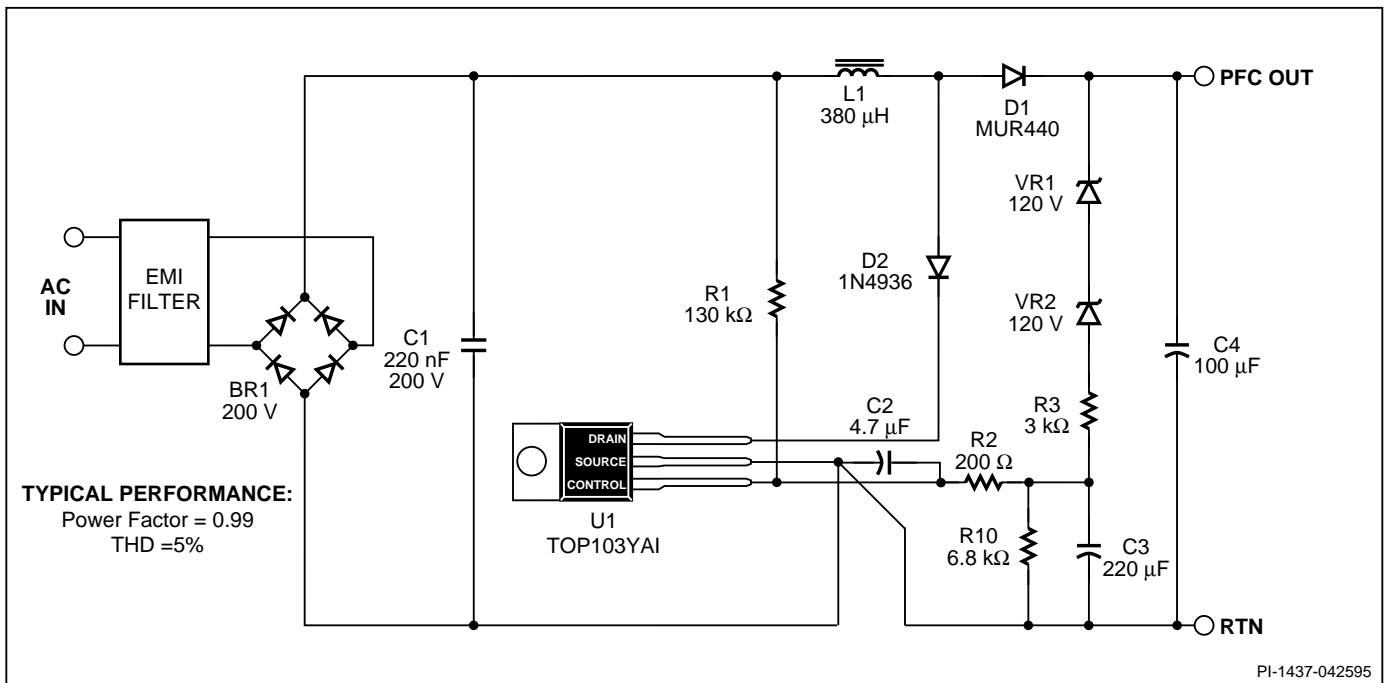 PFC OUT
L1
380 µH
D1
MUR440
VR1
120 V
EMI
FILTER
AC
IN
D2
1N4936
R1
130 kΩ
VR2
120 V
C1
220 nF
200 V
C4
100 µF
BR1
200 V
C2
4.7 µF
R3
3 kΩ
DRAIN
SOURCE
CONTROL
R2
200 Ω
TYPICAL PERFORMANCE:
Power Factor = 0.99
THD =5%
U1
TOP103YAI
R10
6.8 kΩ
C3
220 µF
RTN
PI-1437-042595